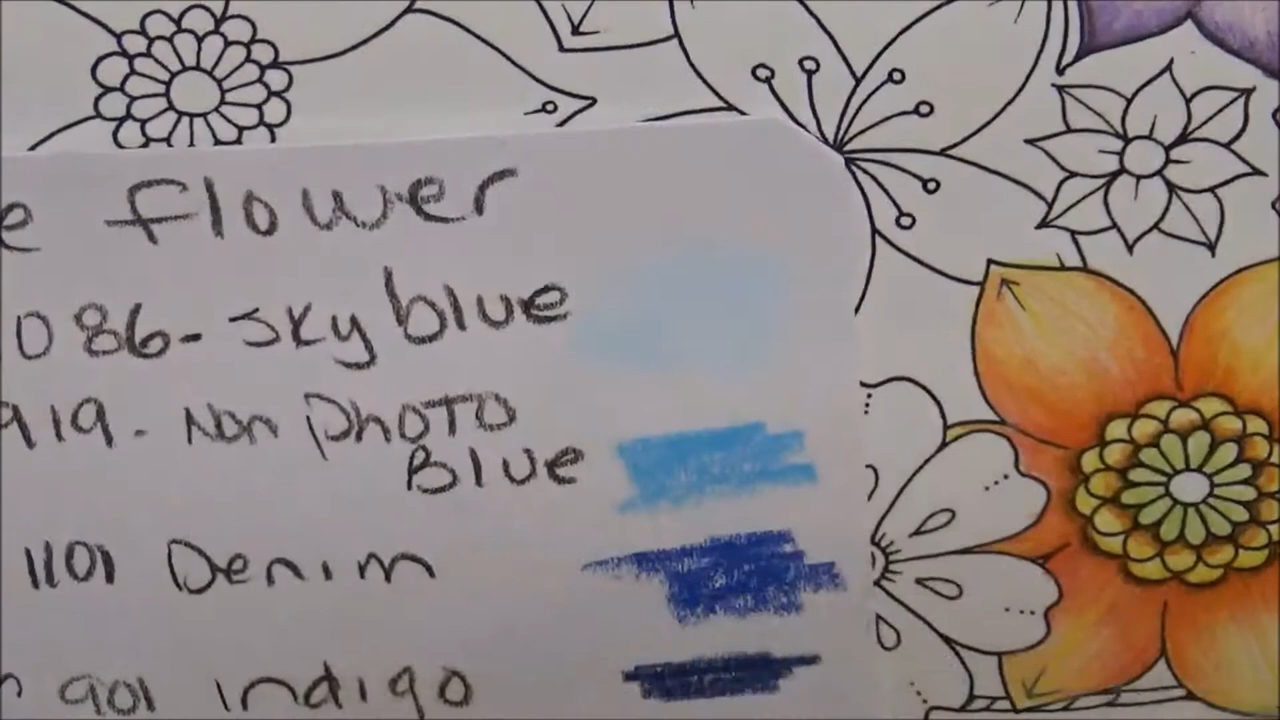 e flower
086- Sky blue
919. Non Photo
Blue
1101 Denim
901 indigo